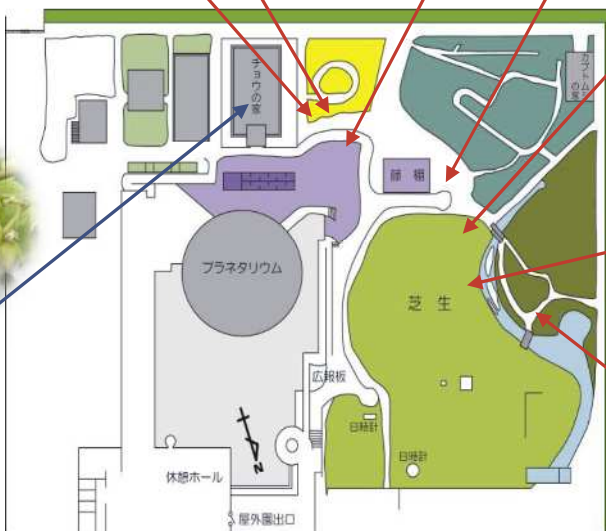 チョウの家
カブトムシの家
藤棚
プラネタリウム
芝生
広報板
日時計
日時計
N
休憩ホール
屋外園出口